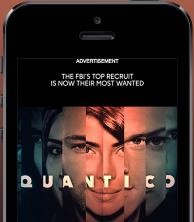 ADVERTISEMENT
THE FBI'S TOP RECRUIT
IS NOW THEIR MOST WANTED
QUANTICO